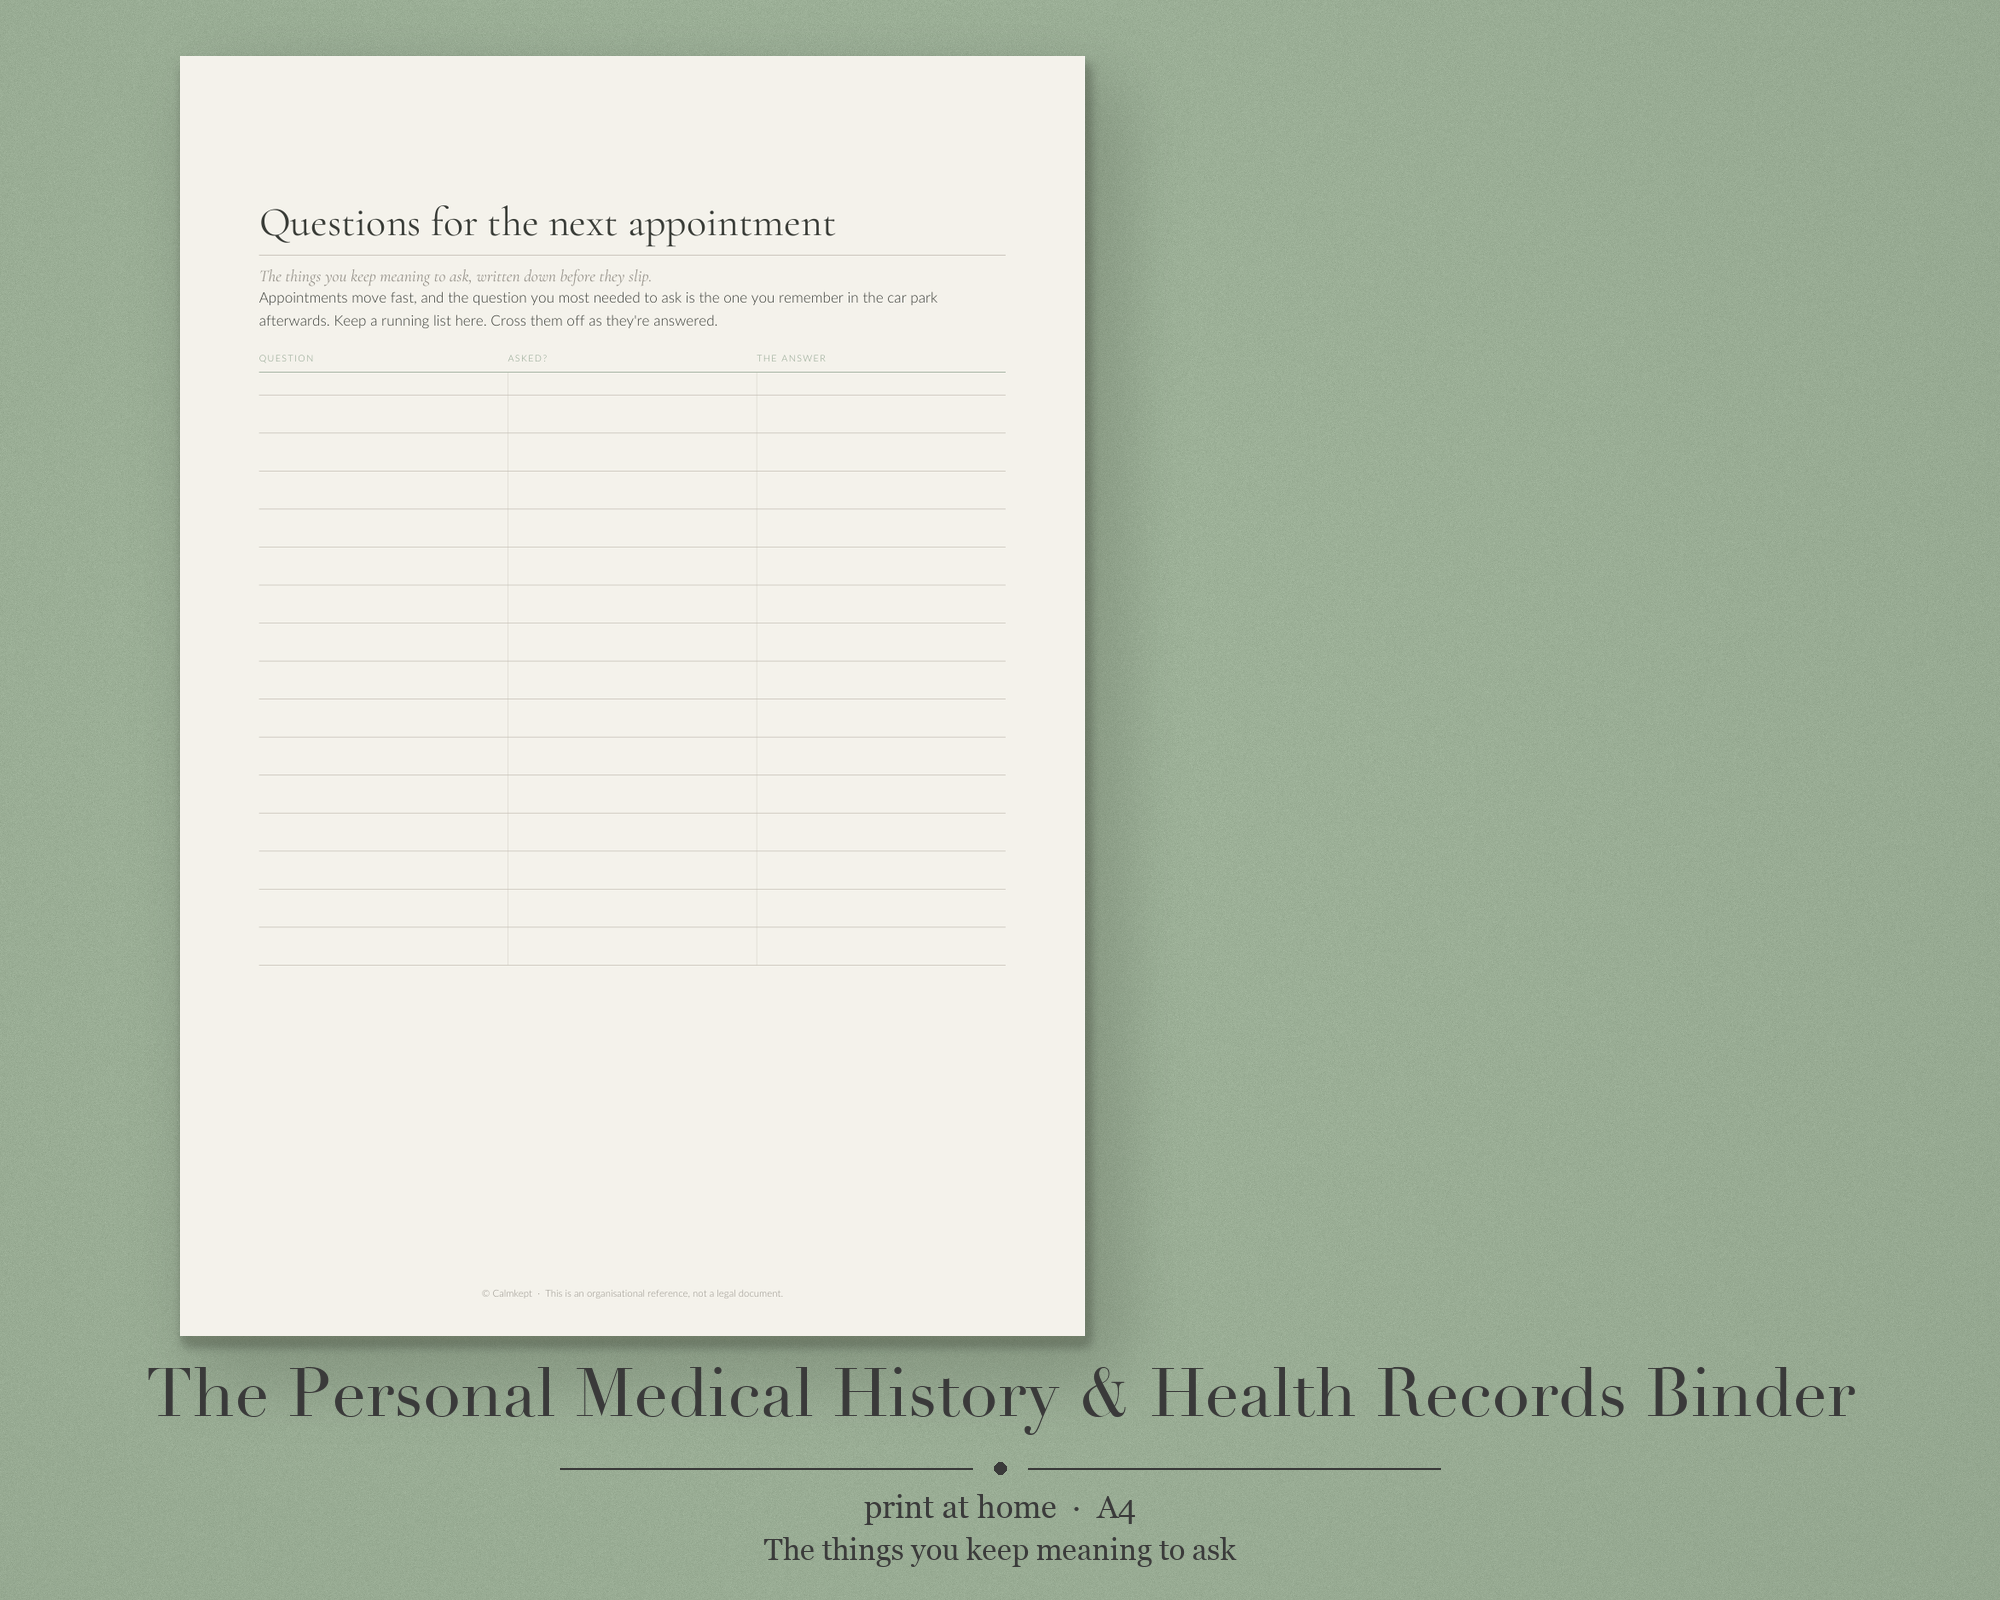 Questions for the next appointment
The things you keep meaning to ask, written down before they slip.
Appointments move fast, and the question you most needed to ask is the one you remember in the car park
afterwards. Keep a running list here. Cross them off as they're answered.
QUESTION ASKED? THE ANSWER
© Calmkept · This is an organisational reference, not a legal document.
The Personal Medical History & Health Records Binder
print at home · A4
The things you keep meaning to ask